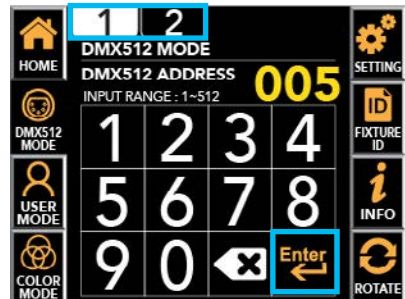 1 2
DMX512 MODE
HOME
DMX512 ADDRESS
005
SETTING
INPUT RANGE : 1~512
DMX512
MODE
1 2 3 4
ID
FIXTURE
ID
USER
MODE
5 6 7 8
i
INFO
COLOR
MODE
9 0 Enter
ROTATE